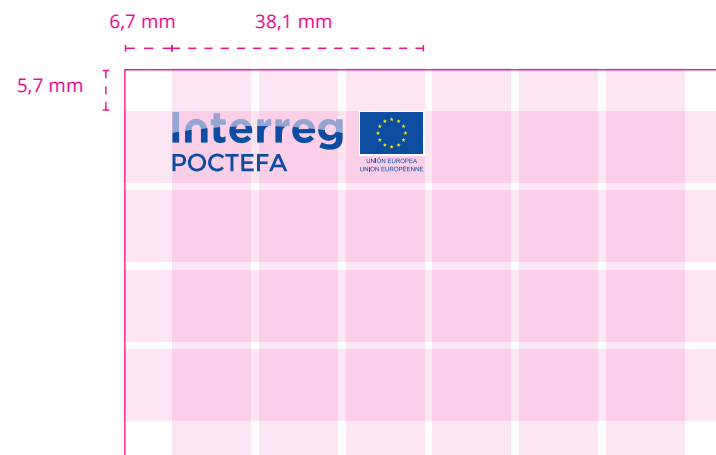 6,7 mm 38,1 mm
5,7 mm
Interreg
POCTEFA
UNIÓN EUROPEA
UNION EUROPÉENNE